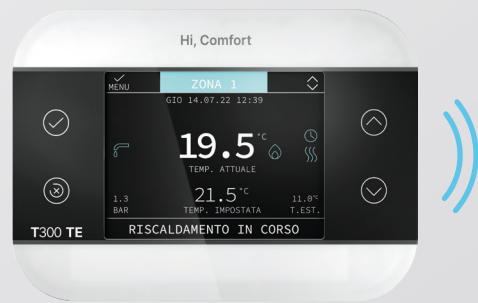 Hi, Comfort
MENU
ZONA 1
GIO 14.07.22 12:39
19.5°C
TEMP. ATTUALE
1.3
BAR
21.5°C
TEMP. IMPOSTATA
11.0°C
T.EST.
T300 TE
RISCALDAMENTO IN CORSO